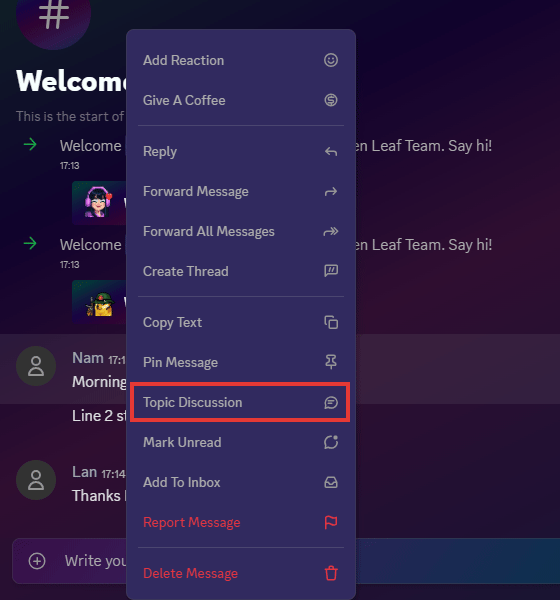 #
Welcome
This is the start of
Welcome
en Leaf Team. Say hi!
17:13
Welcome
en Leaf Team. Say hi!
17:13
Nam 17:1
Morning
Line 2 st
Lan 17:14
Thanks
Write you
Add Reaction
Give A Coffee
Reply
Forward Message
Forward All Messages
Create Thread
Copy Text
Pin Message
Topic Discussion
Mark Unread
Add To Inbox
Report Message
Delete Message